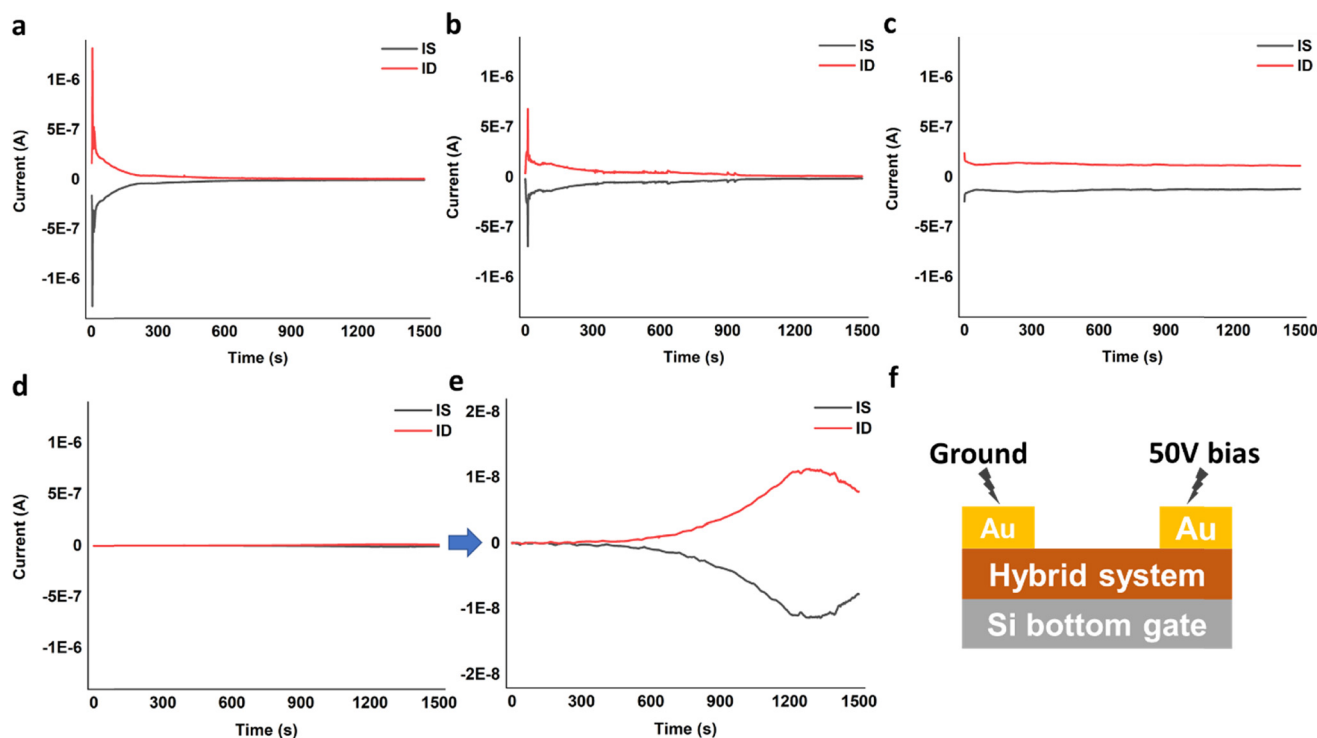 a
IS
ID
1E-6
5E-7
0
-5E-7
-1E-6
Current (A)
0 300 600 900 1200 1500
Time (s)
b
IS
ID
1E-6
5E-7
0
-5E-7
-1E-6
Current (A)
0 300 600 900 1200 1500
Time (s)
c
IS
ID
1E-6
5E-7
0
-5E-7
-1E-6
Current (A)
0 300 600 900 1200 1500
Time (s)
d
IS
ID
1E-6
5E-7
0
-5E-7
-1E-6
Current (A)
0 300 600 900 1200 1500
Time (s)
e
IS
ID
2E-8
1E-8
0
-1E-8
-2E-8
0 300 600 900 1200 1500
Time (s)
f
Ground 50V bias
Au Au
Hybrid system
Si bottom gate